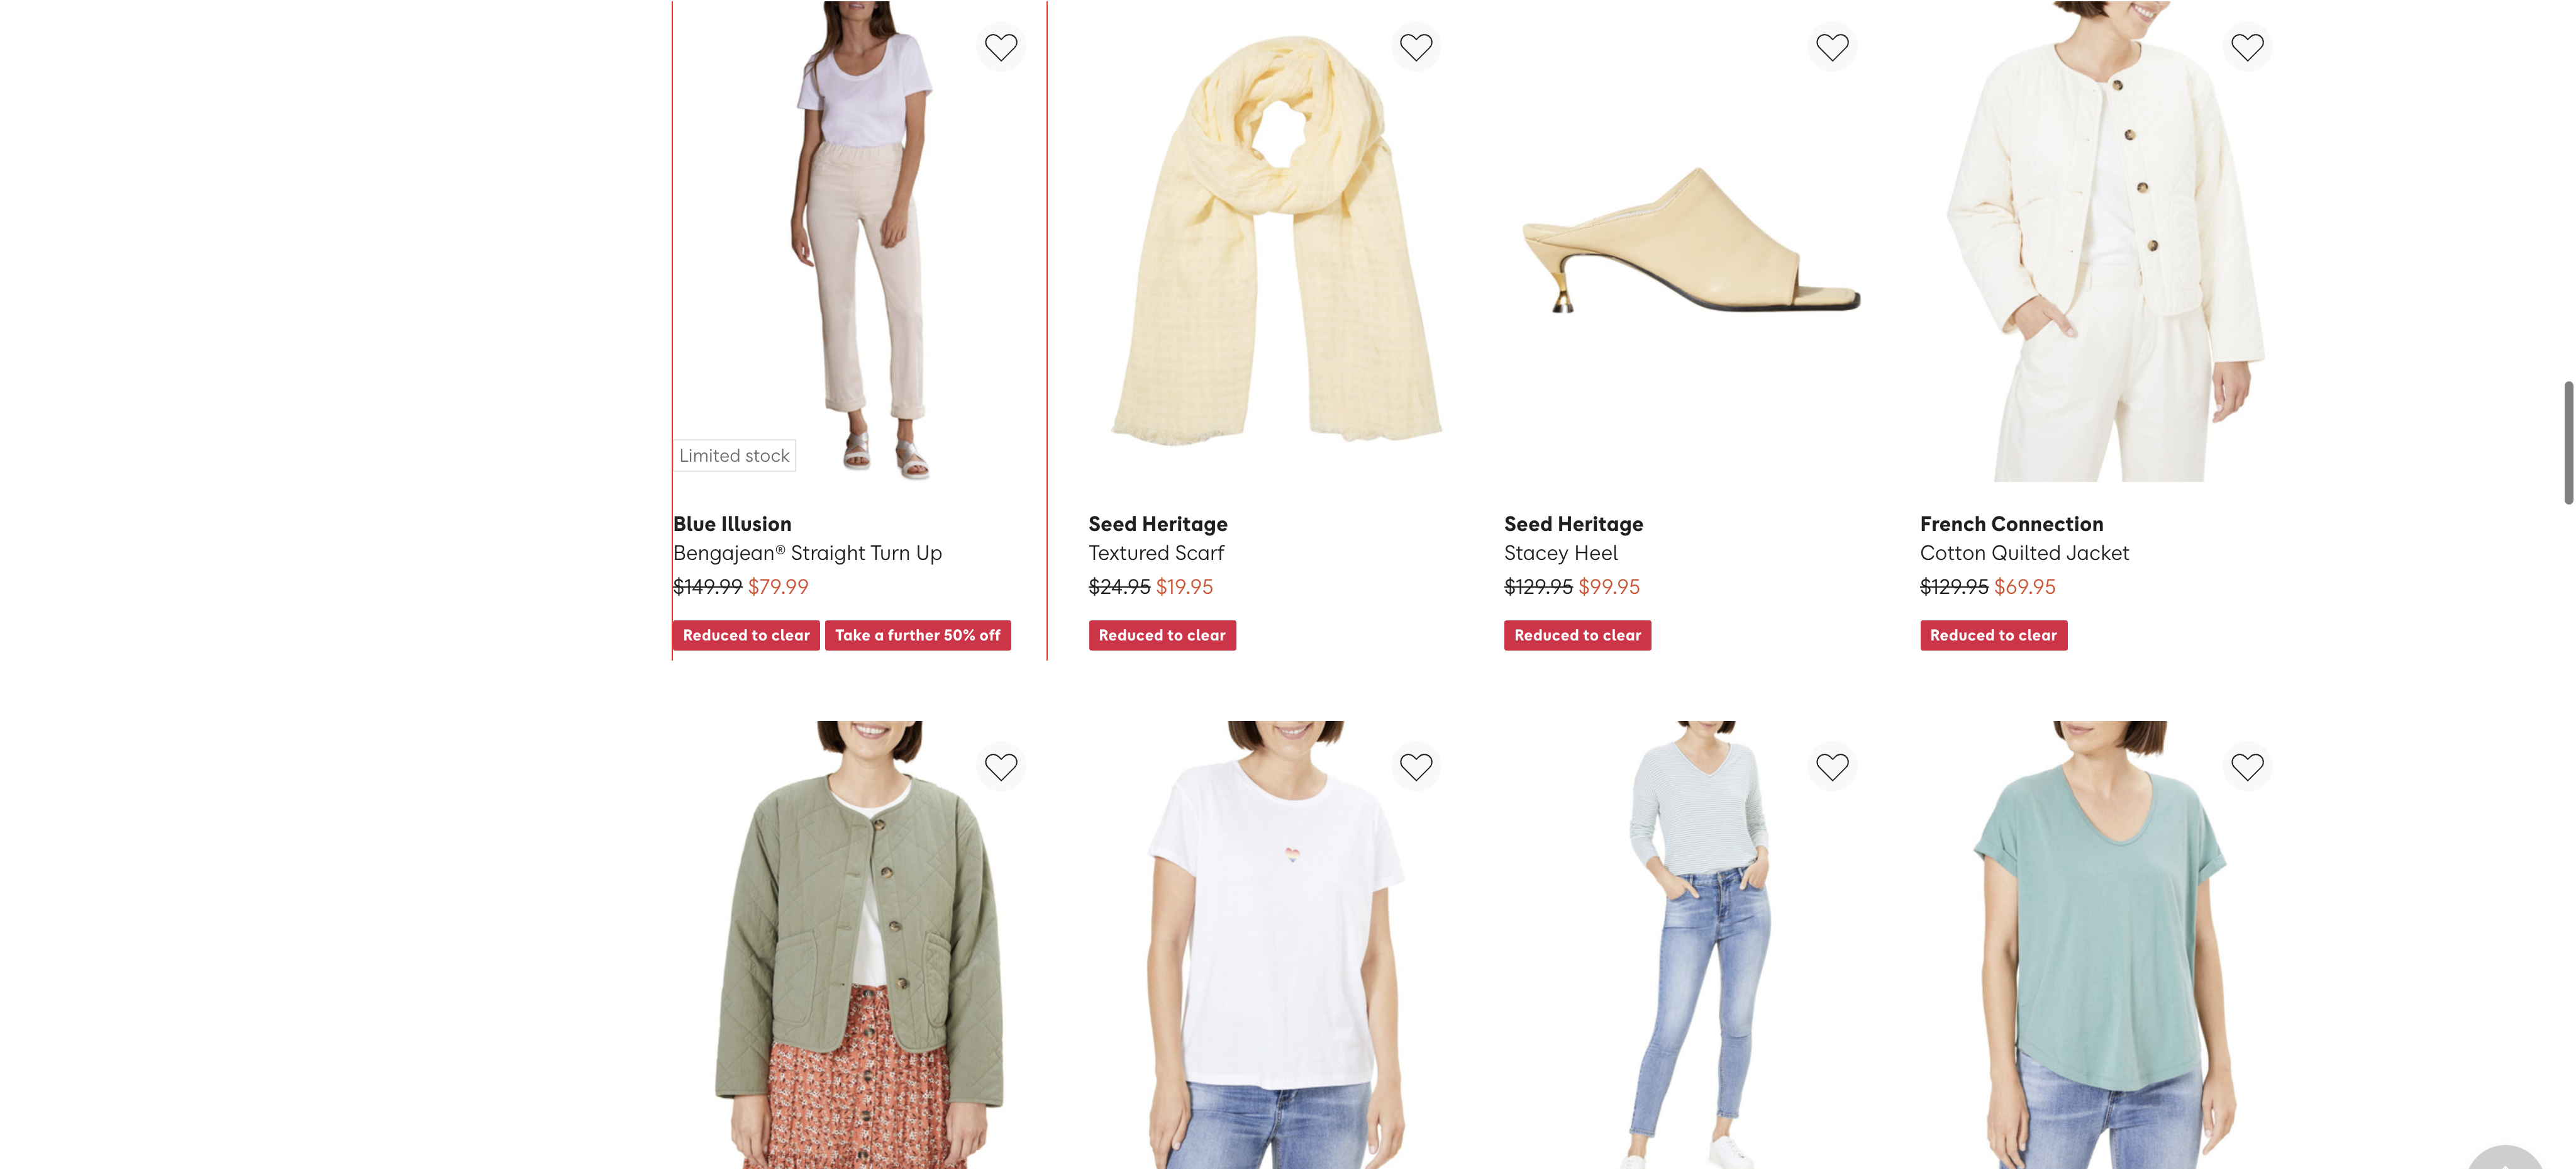 Limited stock
Blue Illusion
Bengajean® Straight Turn Up
$149.99 $79.99
Reduced to clear Take a further 50% off
Seed Heritage
Textured Scarf
$24.95 $19.95
Reduced to clear
Seed Heritage
Stacey Heel
$129.95 $99.95
Reduced to clear
French Connection
Cotton Quilted Jacket
$129.95 $69.95
Reduced to clear